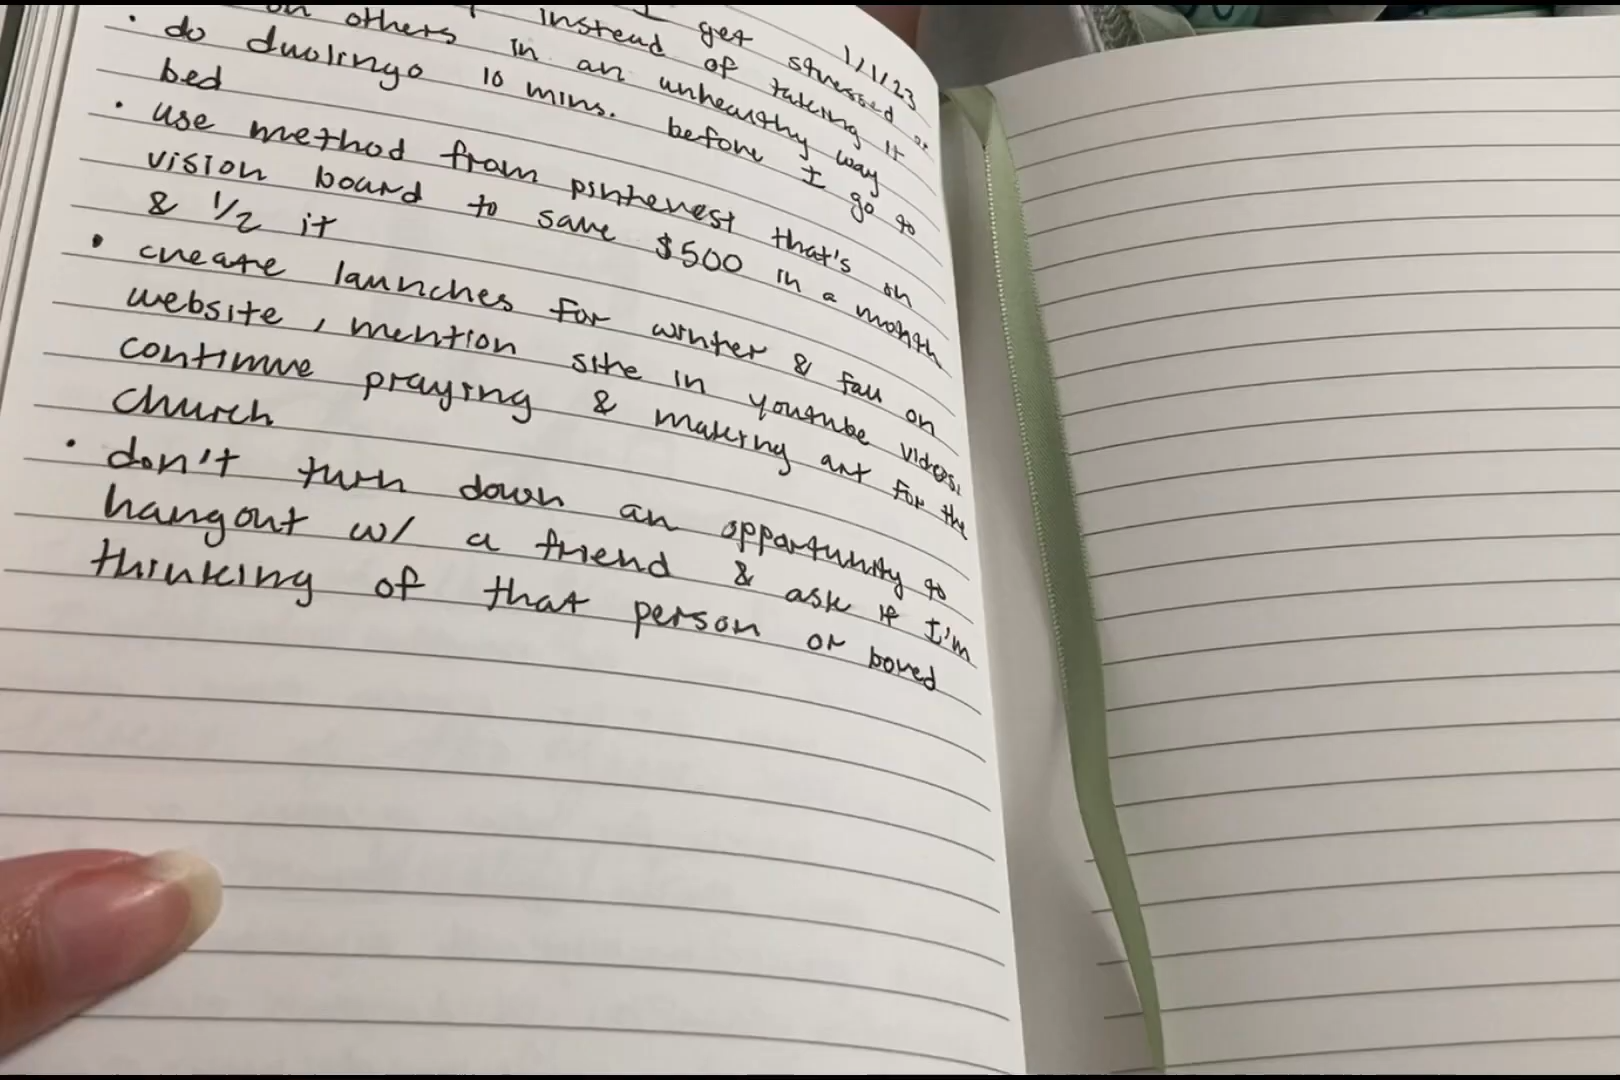 1/1/23
I get stressed or
instead of taking it
on others in an unhealthy way
• do duolingo 10 mins. before I go to
bed
• use method from pinterest that's on
vision board to save $500 in a month
& 1/2 it
• create launches for winter & fall on
website, mention site in youtube videos.
continue praying & making art for the
church
• don't turn down an opportunity to
hangout w/ a friend & ask if I'm
thinking of that person or bored